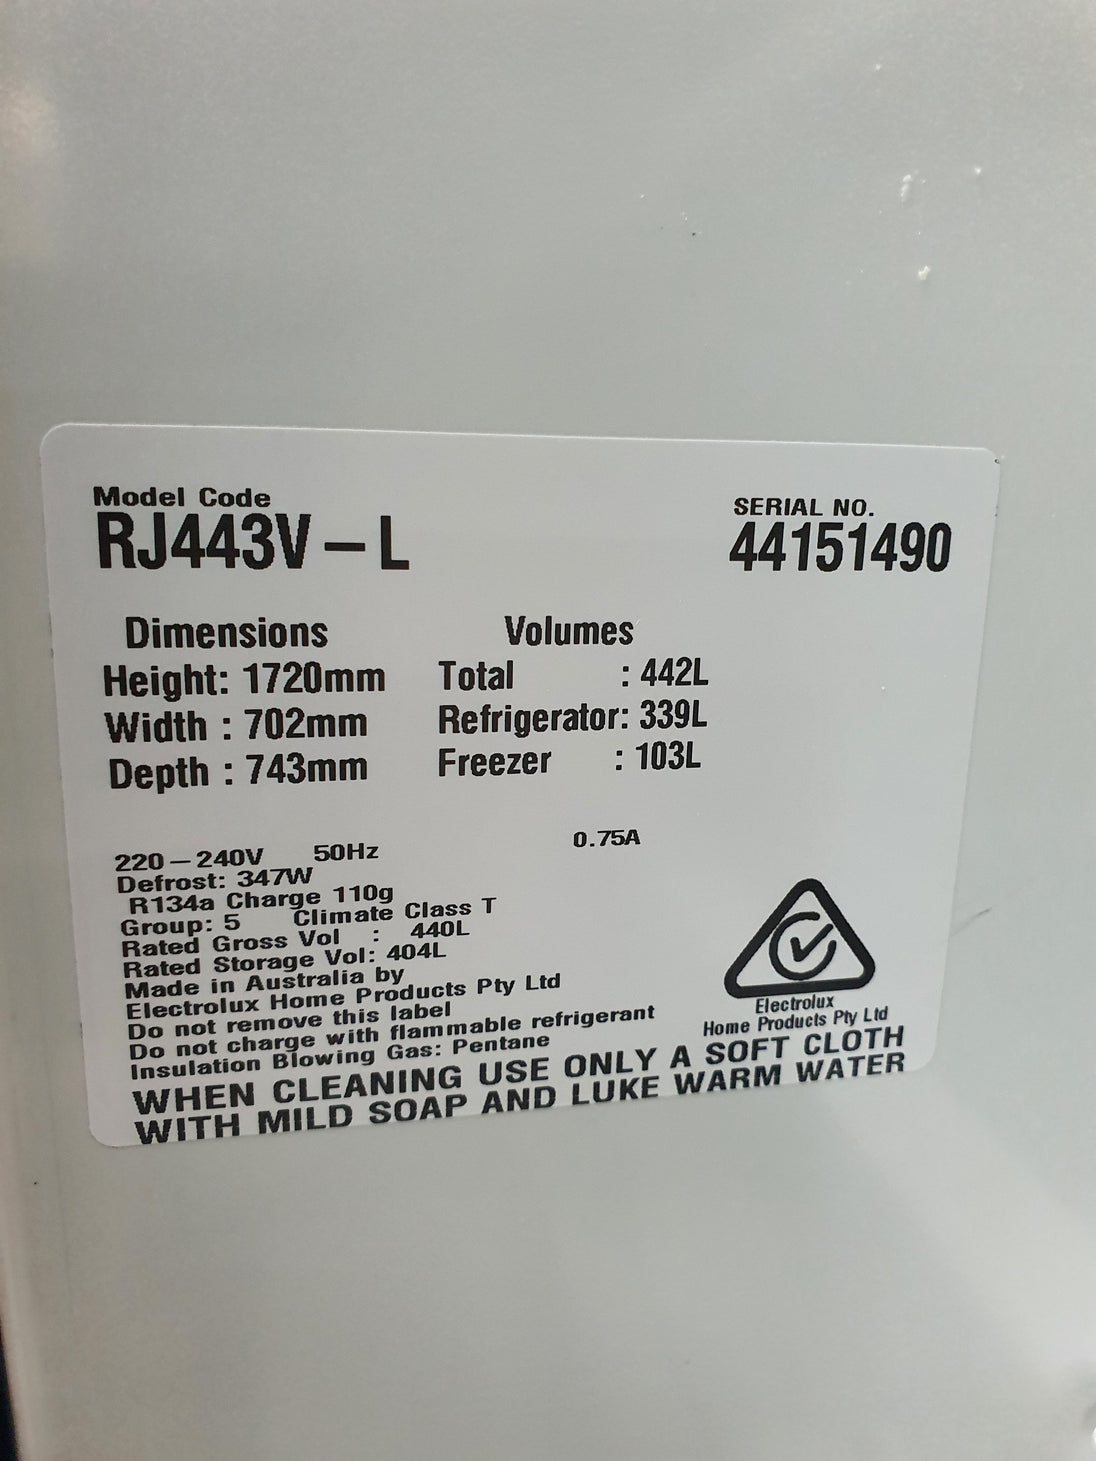 Model Code
RJ443V-L
SERIAL NO.
44151490
Dimensions
Height: 1720mm
Width : 702mm
Depth : 743mm
Volumes
Total : 442L
Refrigerator: 339L
Freezer : 103L
220-240V 50Hz 0.75A
Defrost: 347W
R134a Charge 110g
Group: 5 Climate Class T
Rated Gross Vol : 440L
Rated Storage Vol: 404L
Made in Australia by
Electrolux Home Products Pty Ltd
Do not remove this label
Do not charge with flammable refrigerant
Insulation Blowing Gas: Pentane
Electrolux
Home Products Pty Ltd
WHEN CLEANING USE ONLY A SOFT CLOTH
WITH MILD SOAP AND LUKE WARM WATER